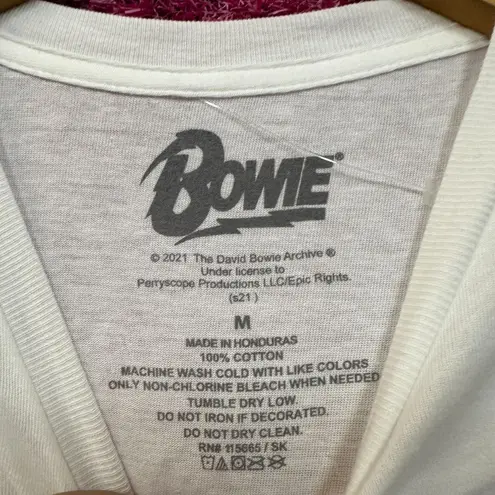 BOWIE®
© 2021 The David Bowie Archive ®
Under license to
Perryscope Productions LLC/Epic Rights.
(s21)
M
MADE IN HONDURAS
100% COTTON
MACHINE WASH COLD WITH LIKE COLORS
ONLY NON-CHLORINE BLEACH WHEN NEEDED
TUMBLE DRY LOW.
DO NOT IRON IF DECORATED.
DO NOT DRY CLEAN.
RN# 115665 / SK